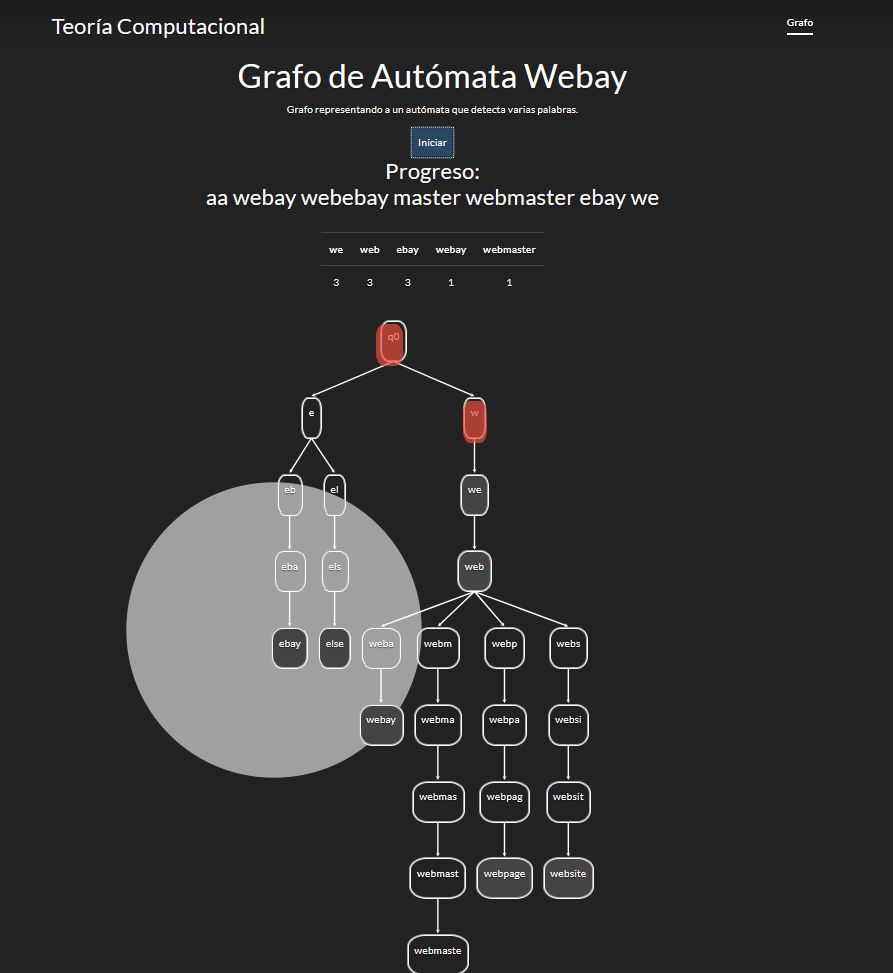 Teoría Computacional
Grafo
Grafo de Autómata Webay
Grafo representando a un autómata que detecta varias palabras.
Iniciar
Progreso:
aa webay webebay master webmaster ebay we
we web ebay webay webmaster
3 3 3 1 1
q0
e w
eb el we
eba els web
ebay else weba webm webp webs
webay webma webpa websi
webmas webpag websit
webmast webpage website
webmaste